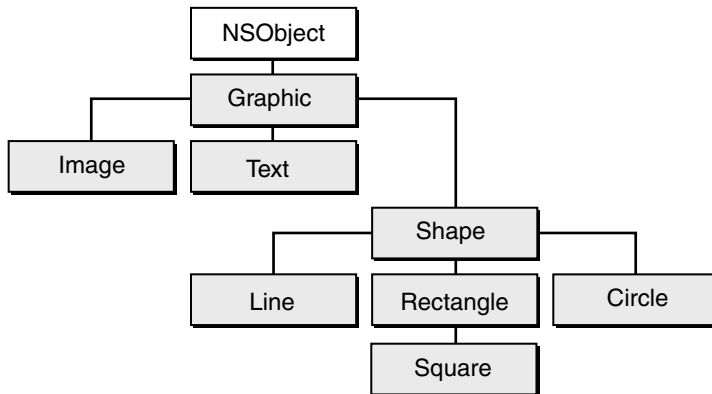 NSObject
Graphic
Image
Text
Shape
Line
Rectangle
Circle
Square